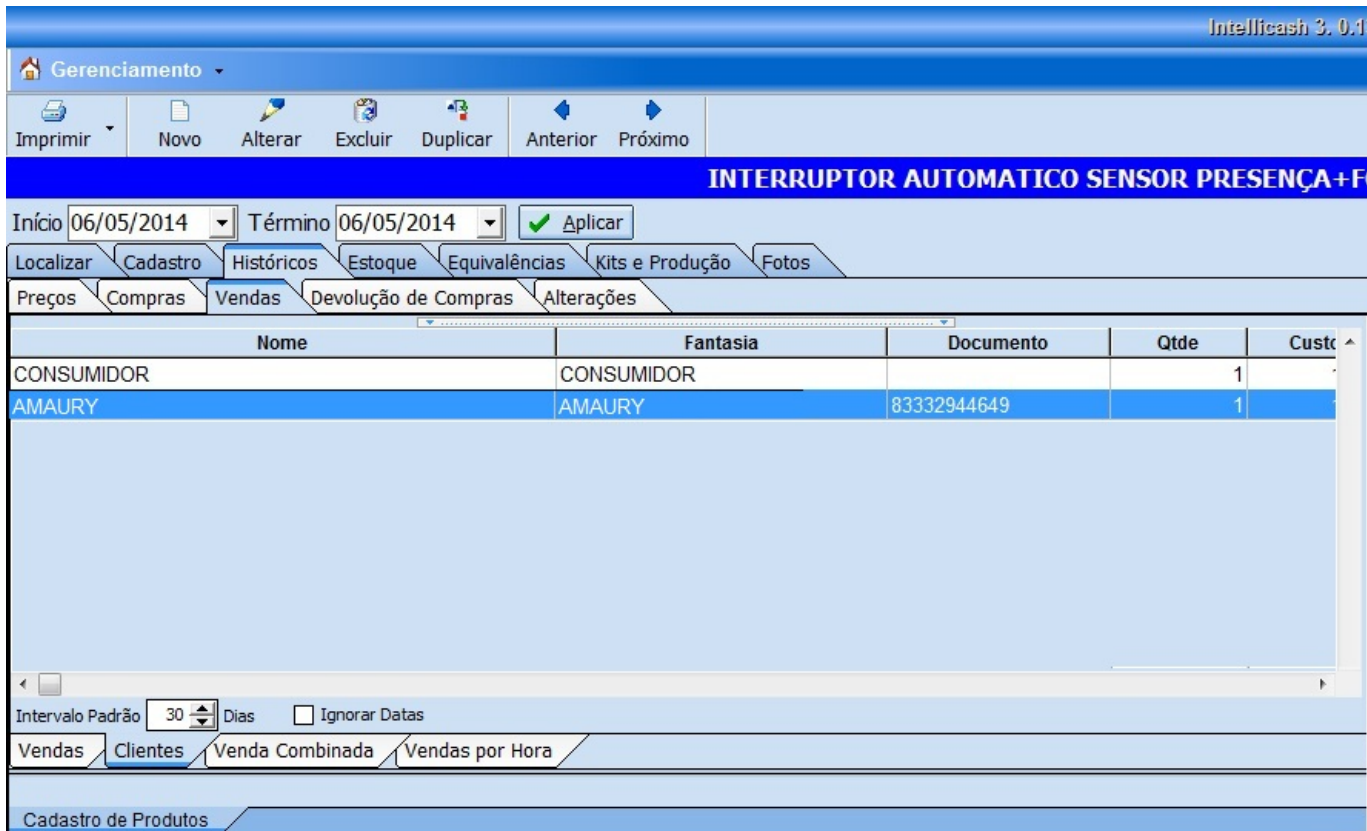 Intellicash 3. 0.1
Gerenciamento
Imprimir Novo Alterar Excluir Duplicar Anterior Próximo
INTERRUPTOR AUTOMATICO SENSOR PRESENÇA+F
Início 06/05/2014 Término 06/05/2014 Aplicar
Localizar Cadastro Históricos Estoque Equivalências Kits e Produção Fotos
Preços Compras Vendas Devolução de Compras Alterações
Nome Fantasia Documento Qtde Custo
CONSUMIDOR CONSUMIDOR 1
AMAURY AMAURY 83332944649 1
Intervalo Padrão 30 Dias Ignorar Datas
Vendas Clientes Venda Combinada Vendas por Hora
Cadastro de Produtos